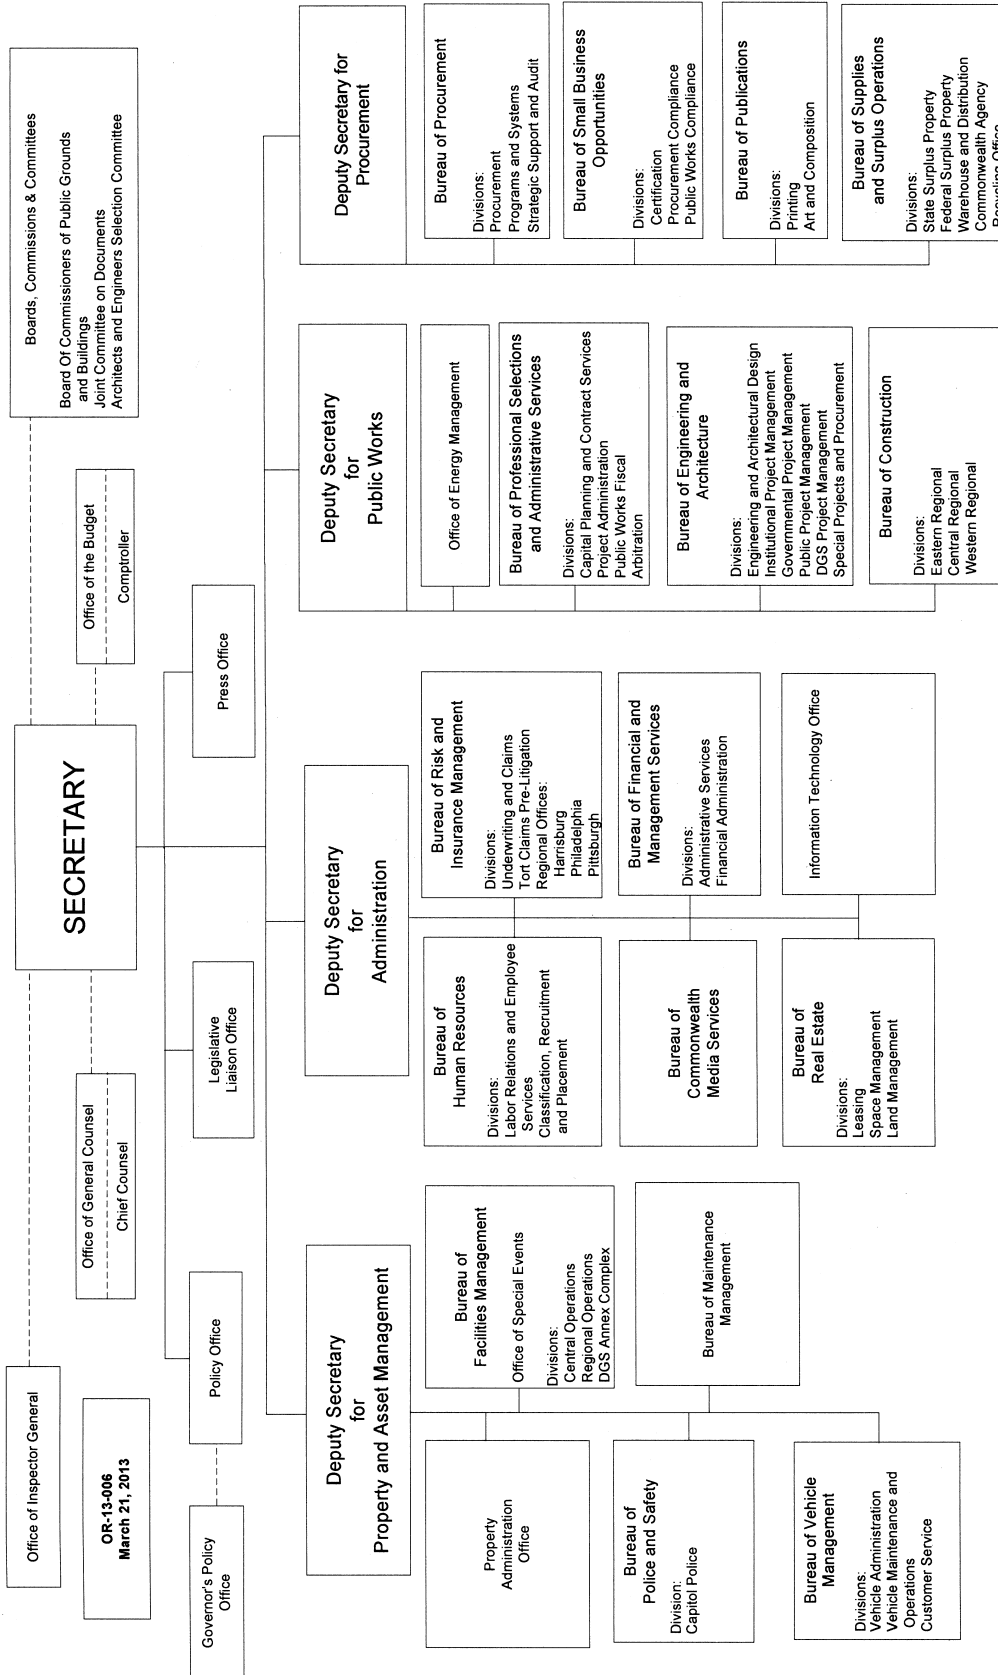 Office of Inspector General
OR-13-006
March 21, 2013
Governor's Policy
Office
Policy Office
Office of General Counsel
Chief Counsel
Legislative
Liaison Office
SECRETARY
Press Office
Office of the Budget
Comptroller
Boards, Commissions & Committees
Board Of Commissioners of Public Grounds
and Buildings
Joint Committee on Documents
Architects and Engineers Selection Committee
Deputy Secretary
for
Property and Asset Management
Property
Administration
Office
Bureau of
Facilities Management
Office of Special Events
Divisions:
Central Operations
Regional Operations
DGS Annex Complex
Bureau of
Police and Safety
Division:
Capitol Police
Bureau of Maintenance
Management
Bureau of Vehicle
Management
Divisions:
Vehicle Administration
Vehicle Maintenance and
Operations
Customer Service
Deputy Secretary
for
Administration
Bureau of
Human Resources
Divisions:
Labor Relations and Employee
Services
Classification, Recruitment
and Placement
Bureau of Risk and
Insurance Management
Divisions:
Underwriting and Claims
Tort Claims Pre-Litigation
Regional Offices:
Harrisburg
Philadelphia
Pittsburgh
Bureau of
Commonwealth
Media Services
Bureau of Financial and
Management Services
Divisions:
Administrative Services
Financial Administration
Bureau of
Real Estate
Divisions:
Leasing
Space Management
Land Management
Information Technology Office
Deputy Secretary
for
Public Works
Office of Energy Management
Bureau of Professional Selections
and Administrative Services
Divisions:
Capital Planning and Contract Services
Project Administration
Public Works Fiscal
Arbitration
Bureau of Engineering and
Architecture
Divisions:
Engineering and Architectural Design
Institutional Project Management
Governmental Project Management
Public Project Management
DGS Project Management
Special Projects and Procurement
Bureau of Construction
Divisions:
Eastern Regional
Central Regional
Western Regional
Deputy Secretary for
Procurement
Bureau of Procurement
Divisions:
Procurement
Programs and Systems
Strategic Support and Audit
Bureau of Small Business
Opportunities
Divisions:
Certification
Procurement Compliance
Public Works Compliance
Bureau of Publications
Divisions:
Printing
Art and Composition
Bureau of Supplies
and Surplus Operations
Divisions:
State Surplus Property
Federal Surplus Property
Warehouse and Distribution
Commonwealth Agency
Recycling Office